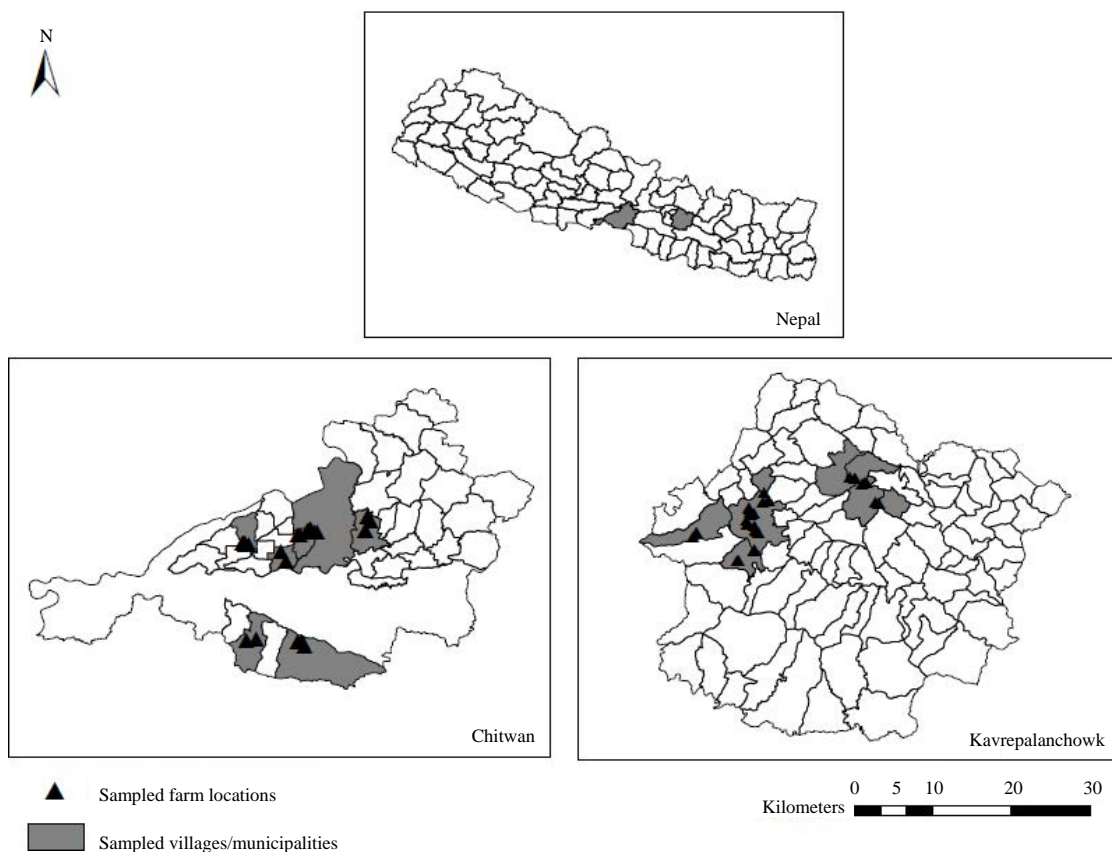 N
Nepal
Chitwan
Kavrepalanchowk
Sampled farm locations
Sampled villages/municipalities
0 5 10 20 30
Kilometers